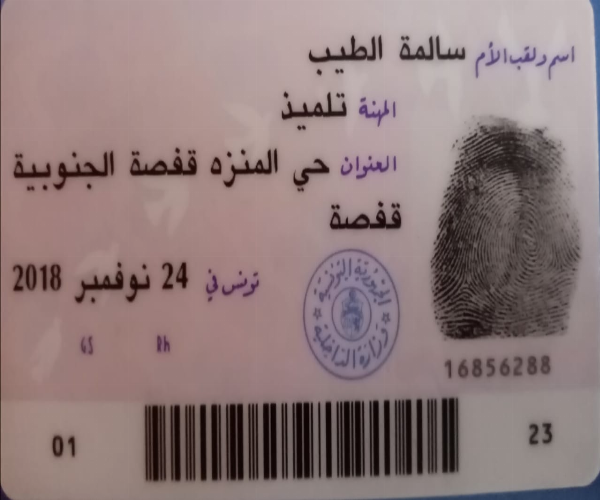 اسم ولقب الأم سالمة الطيب
المهنة تلميذ
العنوان حي المنزه قفصة الجنوبية
قفصة
تونس في 24 نوفمبر 2018
الجمهورية التونسية
وزارة الداخلية
GS Rh
16856288
01 23